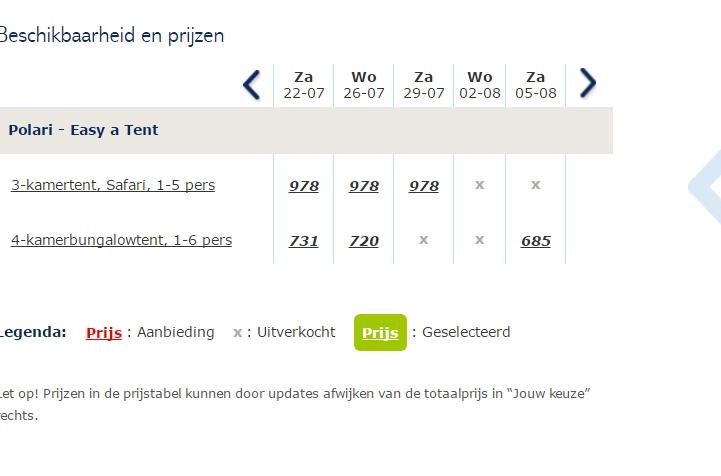 Beschikbaarheid en prijzen
Za Wo Za Wo Za
22-07 26-07 29-07 02-08 05-08
Polari - Easy a Tent
3-kamertent, Safari, 1-5 pers 978 978 978 x x
4-kamerbungalowtent, 1-6 pers 731 720 x x 685
Legenda: Prijs : Aanbieding x : Uitverkocht Prijs : Geselecteerd
Let op! Prijzen in de prijstabel kunnen door updates afwijken van de totaalprijs in “Jouw keuze”
rechts.